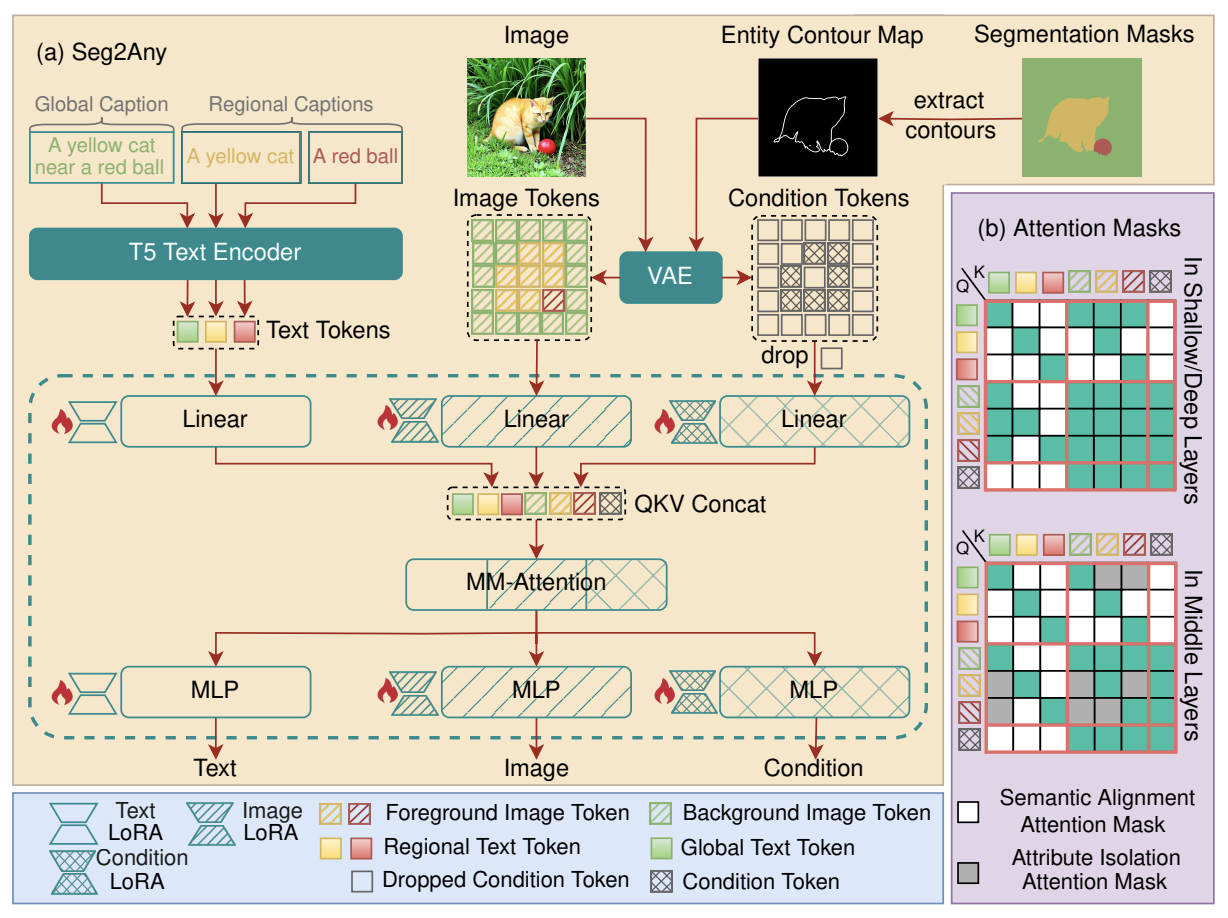 (a) Seg2Any
Image
Entity Contour Map
Segmentation Masks
Global Caption
Regional Captions
A yellow cat
near a red ball
A yellow cat
A red ball
extract
contours
Image Tokens
Condition Tokens
T5 Text Encoder
VAE
Text Tokens
drop
Linear
Linear
Linear
QKV Concat
MM-Attention
MLP
MLP
MLP
Text
Image
Condition
(b) Attention Masks
Q K
In Shallow/Deep Layers
Q K
In Middle Layers
Semantic Alignment
Attention Mask
Attribute Isolation
Attention Mask
Text
LoRA
Image
LoRA
Condition
LoRA
Foreground Image Token
Background Image Token
Regional Text Token
Global Text Token
Dropped Condition Token
Condition Token